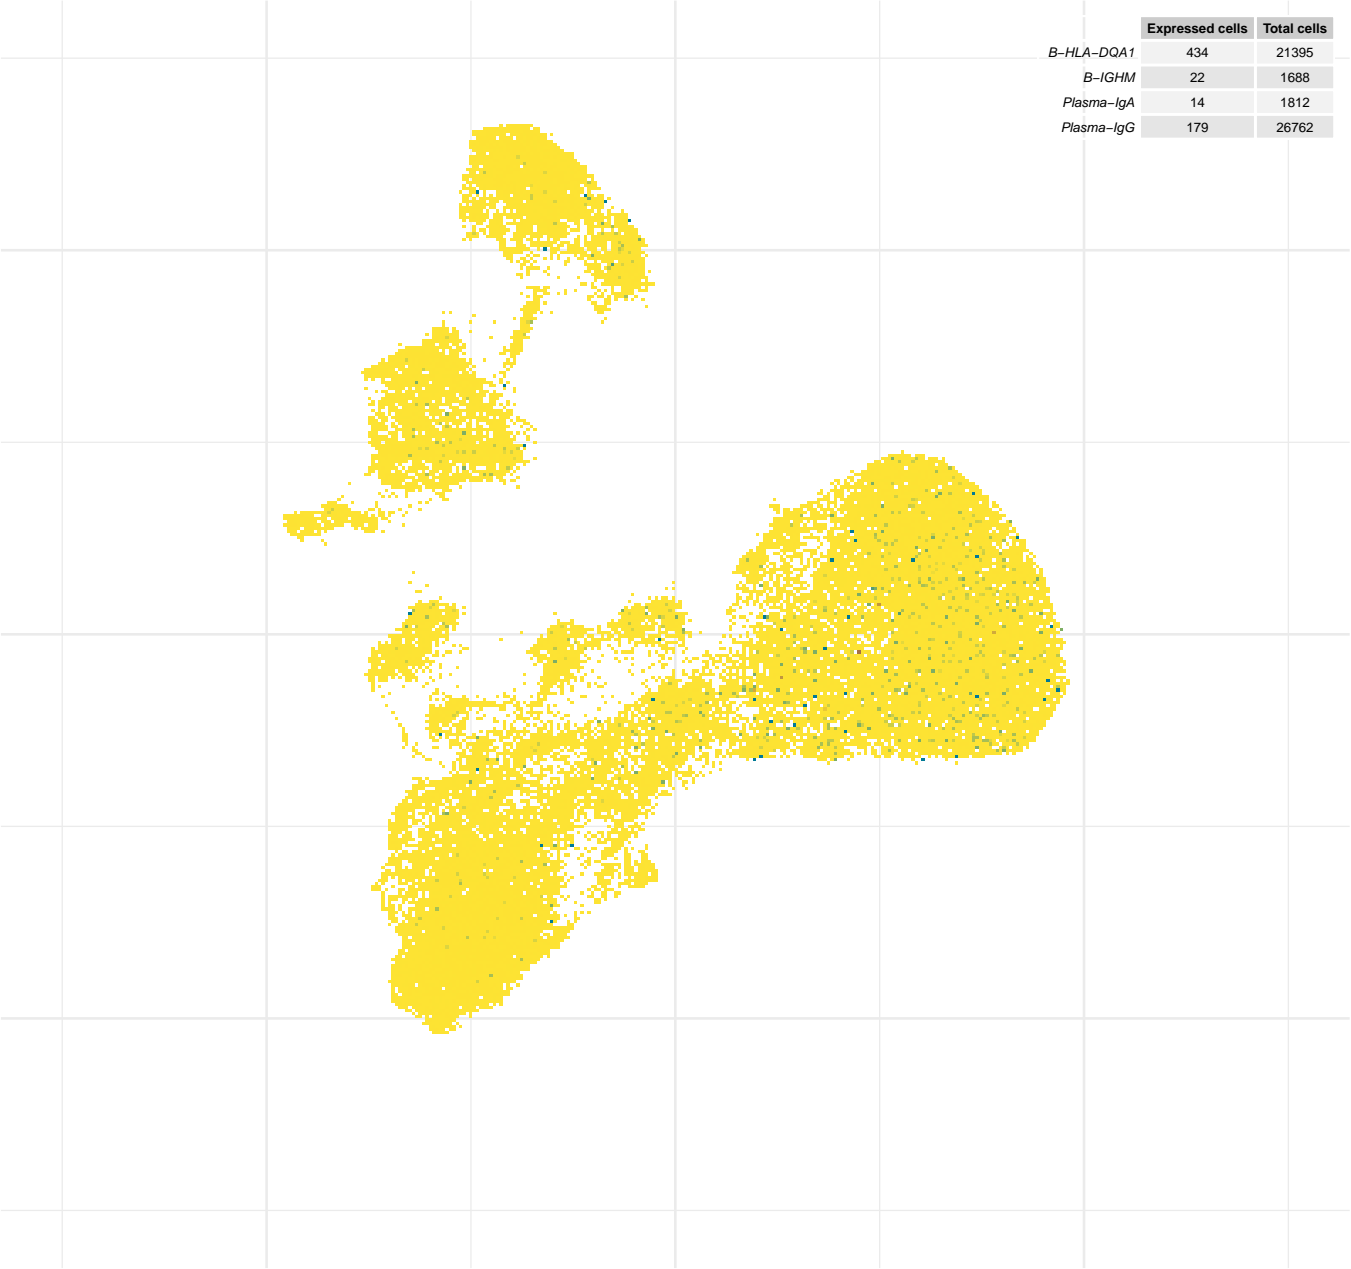 Expressed cells Total cells
B−HLA−DQA1 434 21395
B−IGHM 22 1688
Plasma−IgA 14 1812
Plasma−IgG 179 26762